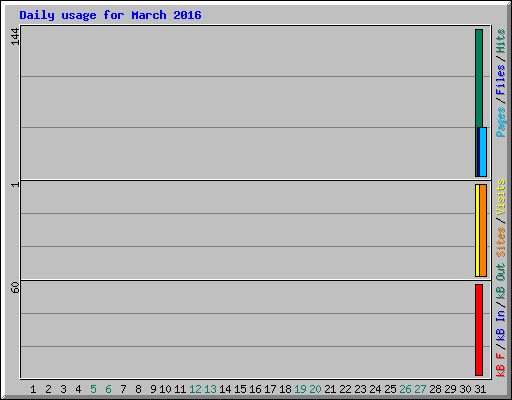 Daily usage for March 2016
144
1
60
Pages / Files / Hits
Sites / Visits
kB F / kB In / kB Out
1 2 3 4 5 6 7 8 9 10 11 12 13 14 15 16 17 18 19 20 21 22 23 24 25 26 27 28 29 30 31